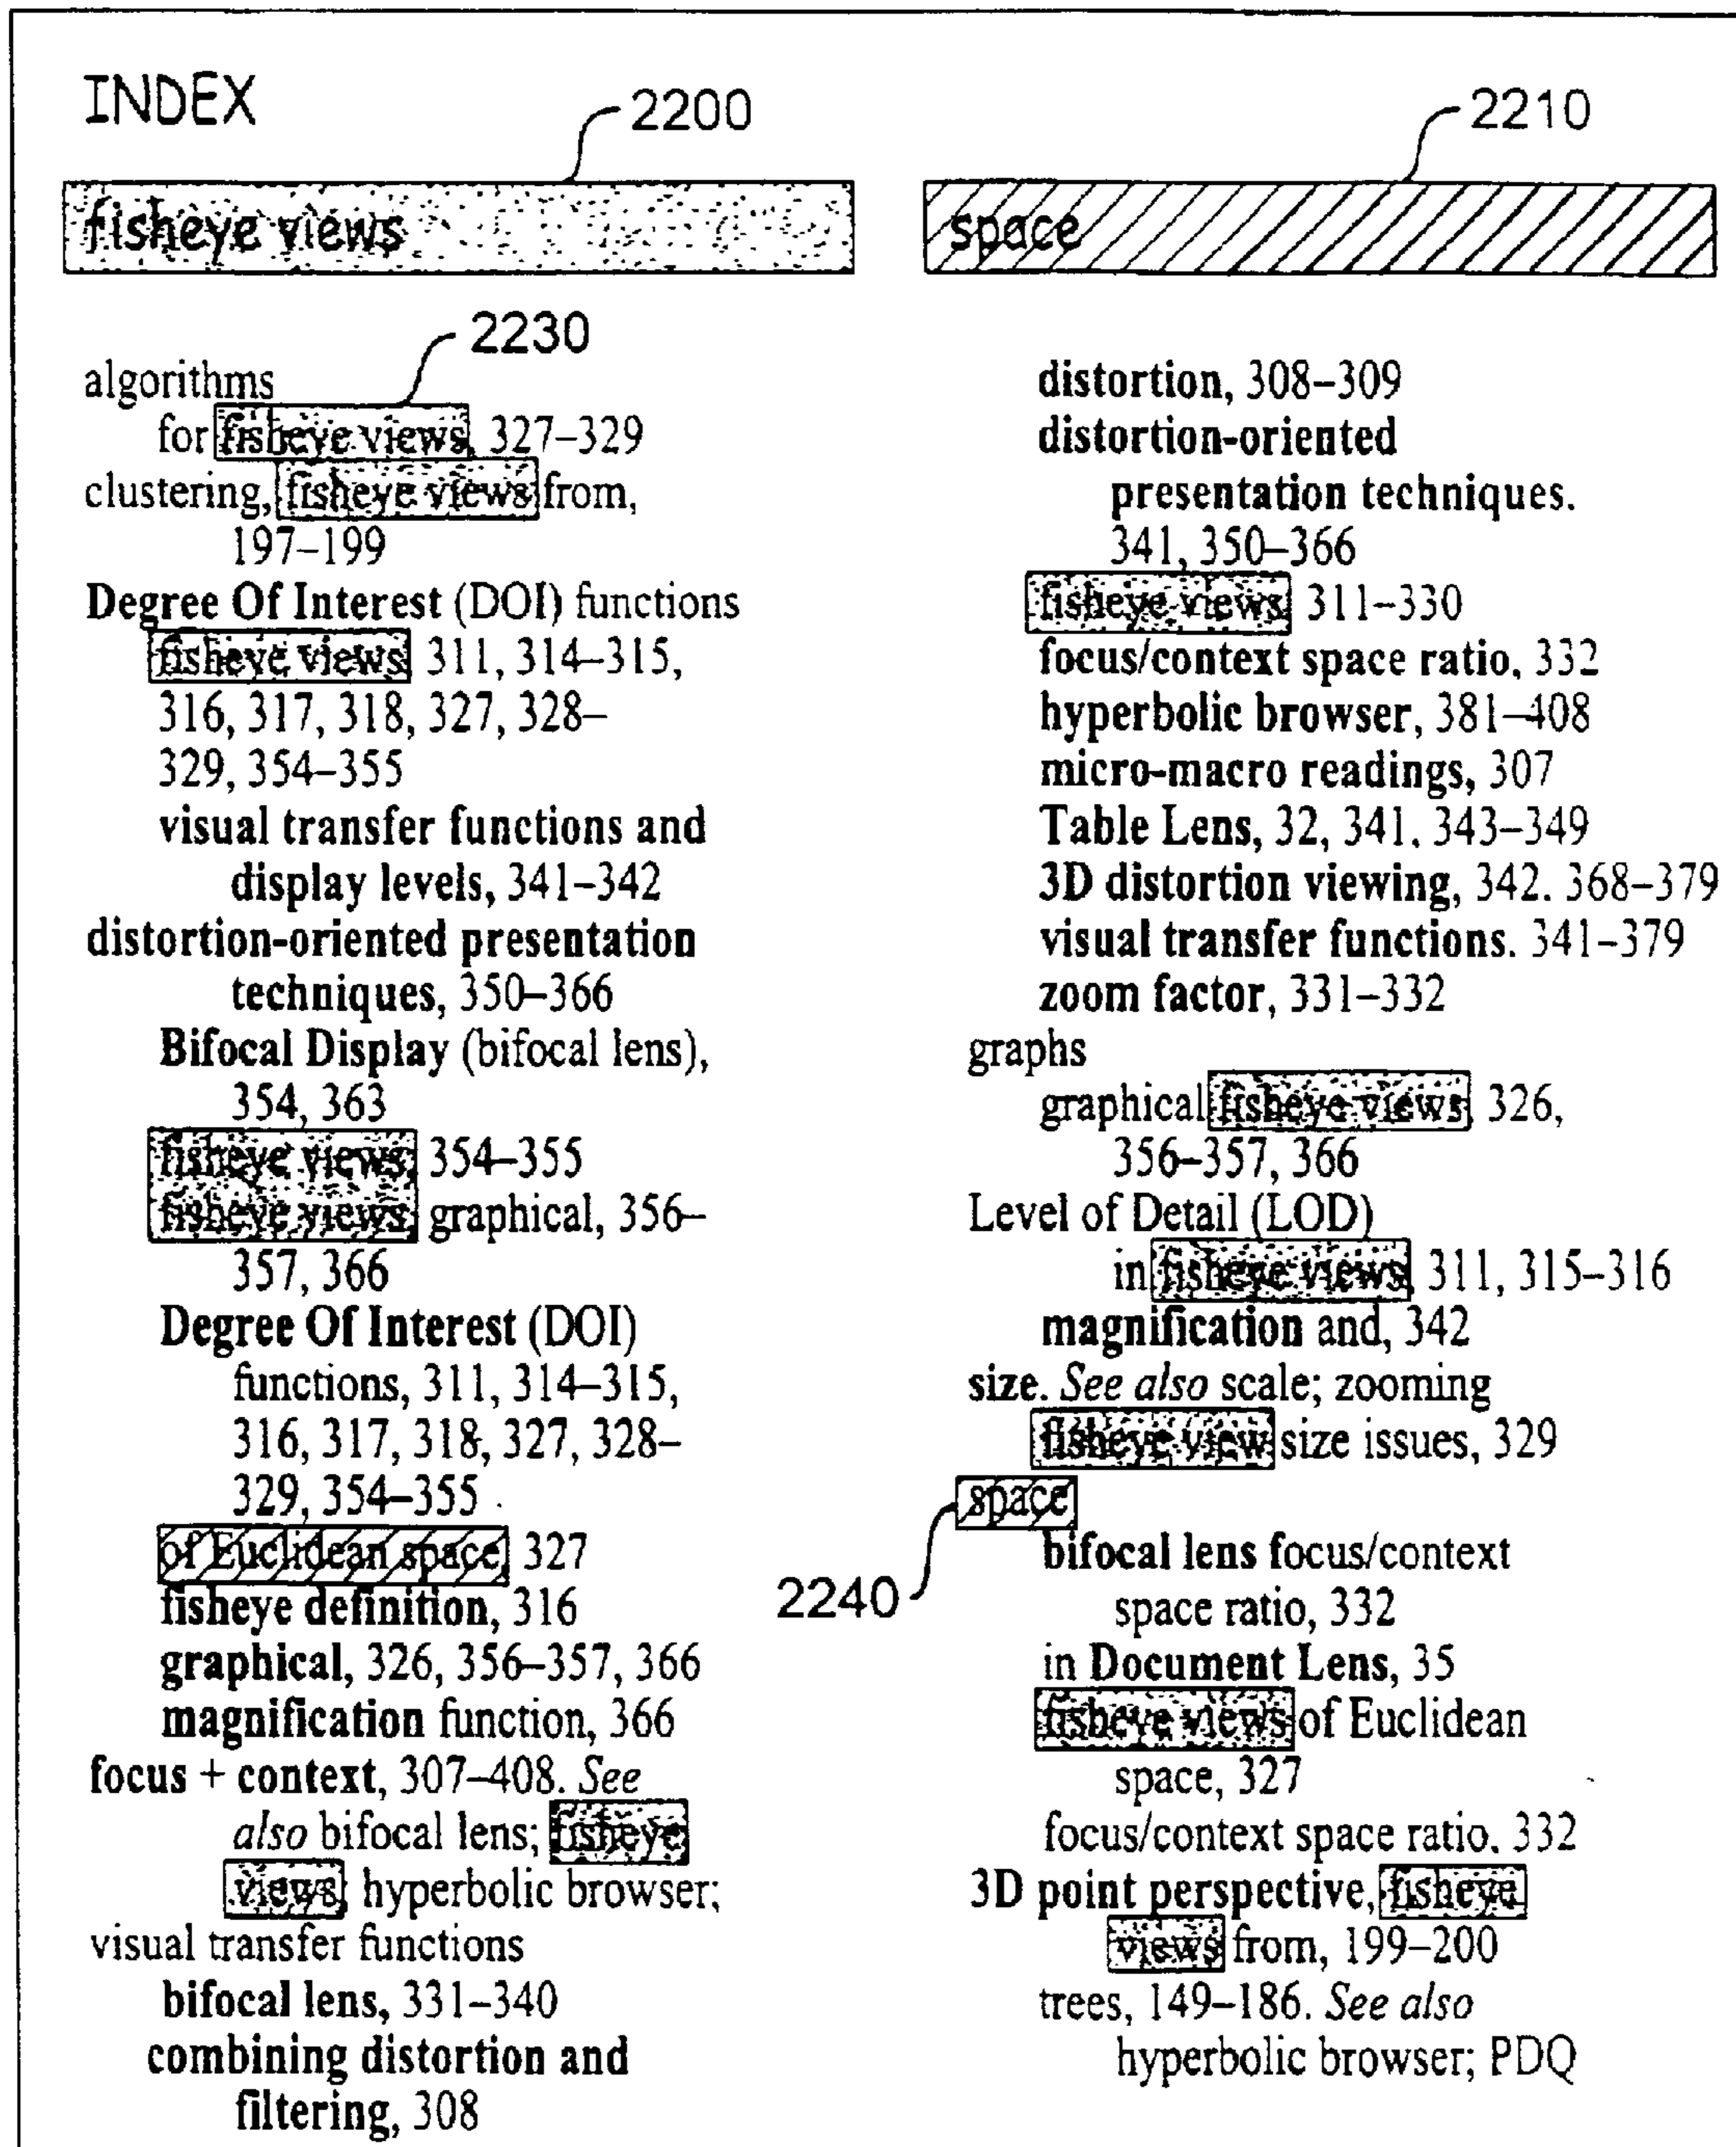 INDEX
2200
2210
fisheye views
space
2230
algorithms
for fisheye views, 327–329
clustering, fisheye views from,
197–199
Degree Of Interest (DOI) functions
fisheye views, 311, 314–315,
316, 317, 318, 327, 328–
329, 354–355
visual transfer functions and
display levels, 341–342
distortion-oriented presentation
techniques, 350–366
Bifocal Display (bifocal lens),
354, 363
fisheye views, 354–355
fisheye views, graphical, 356–
357, 366
Degree Of Interest (DOI)
functions, 311, 314–315,
316, 317, 318, 327, 328–
329, 354–355
of Euclidean space, 327
fisheye definition, 316
graphical, 326, 356–357, 366
magnification function, 366
focus + context, 307–408. See
also bifocal lens; fisheye
views, hyperbolic browser;
visual transfer functions
bifocal lens, 331–340
combining distortion and
filtering, 308
distortion, 308–309
distortion-oriented
presentation techniques.
341, 350–366
fisheye views, 311–330
focus/context space ratio, 332
hyperbolic browser, 381–408
micro-macro readings, 307
Table Lens, 32, 341, 343–349
3D distortion viewing, 342. 368–379
visual transfer functions. 341–379
zoom factor, 331–332
graphs
graphical fisheye views, 326,
356–357, 366
Level of Detail (LOD)
in fisheye views, 311, 315–316
magnification and, 342
size. See also scale; zooming
fisheye view size issues, 329
space
2240
bifocal lens focus/context
space ratio, 332
in Document Lens, 35
fisheye views of Euclidean
space, 327
focus/context space ratio. 332
3D point perspective, fisheye
views from, 199–200
trees, 149–186. See also
hyperbolic browser; PDQ